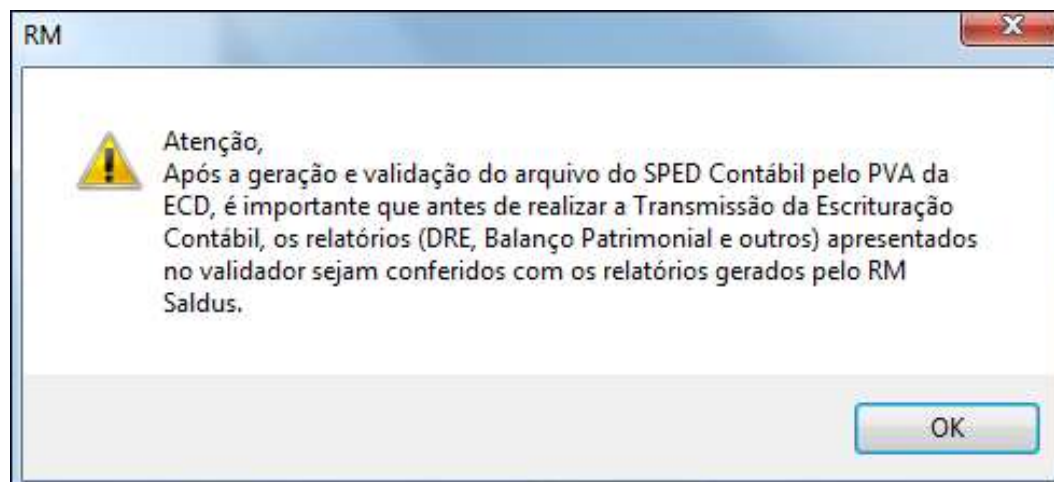 RM
Atenção,
Após a geração e validação do arquivo do SPED Contábil pelo PVA da
ECD, é importante que antes de realizar a Transmissão da Escrituração
Contábil, os relatórios (DRE, Balanço Patrimonial e outros) apresentados
no validador sejam conferidos com os relatórios gerados pelo RM
Saldus.
OK